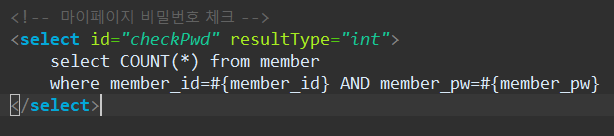 <!-- 마이페이지 비밀번호 체크 -->
<select id="checkPwd" resultType="int">
select COUNT(*) from member
where member_id=#{member_id} AND member_pw=#{member_pw}
</select>